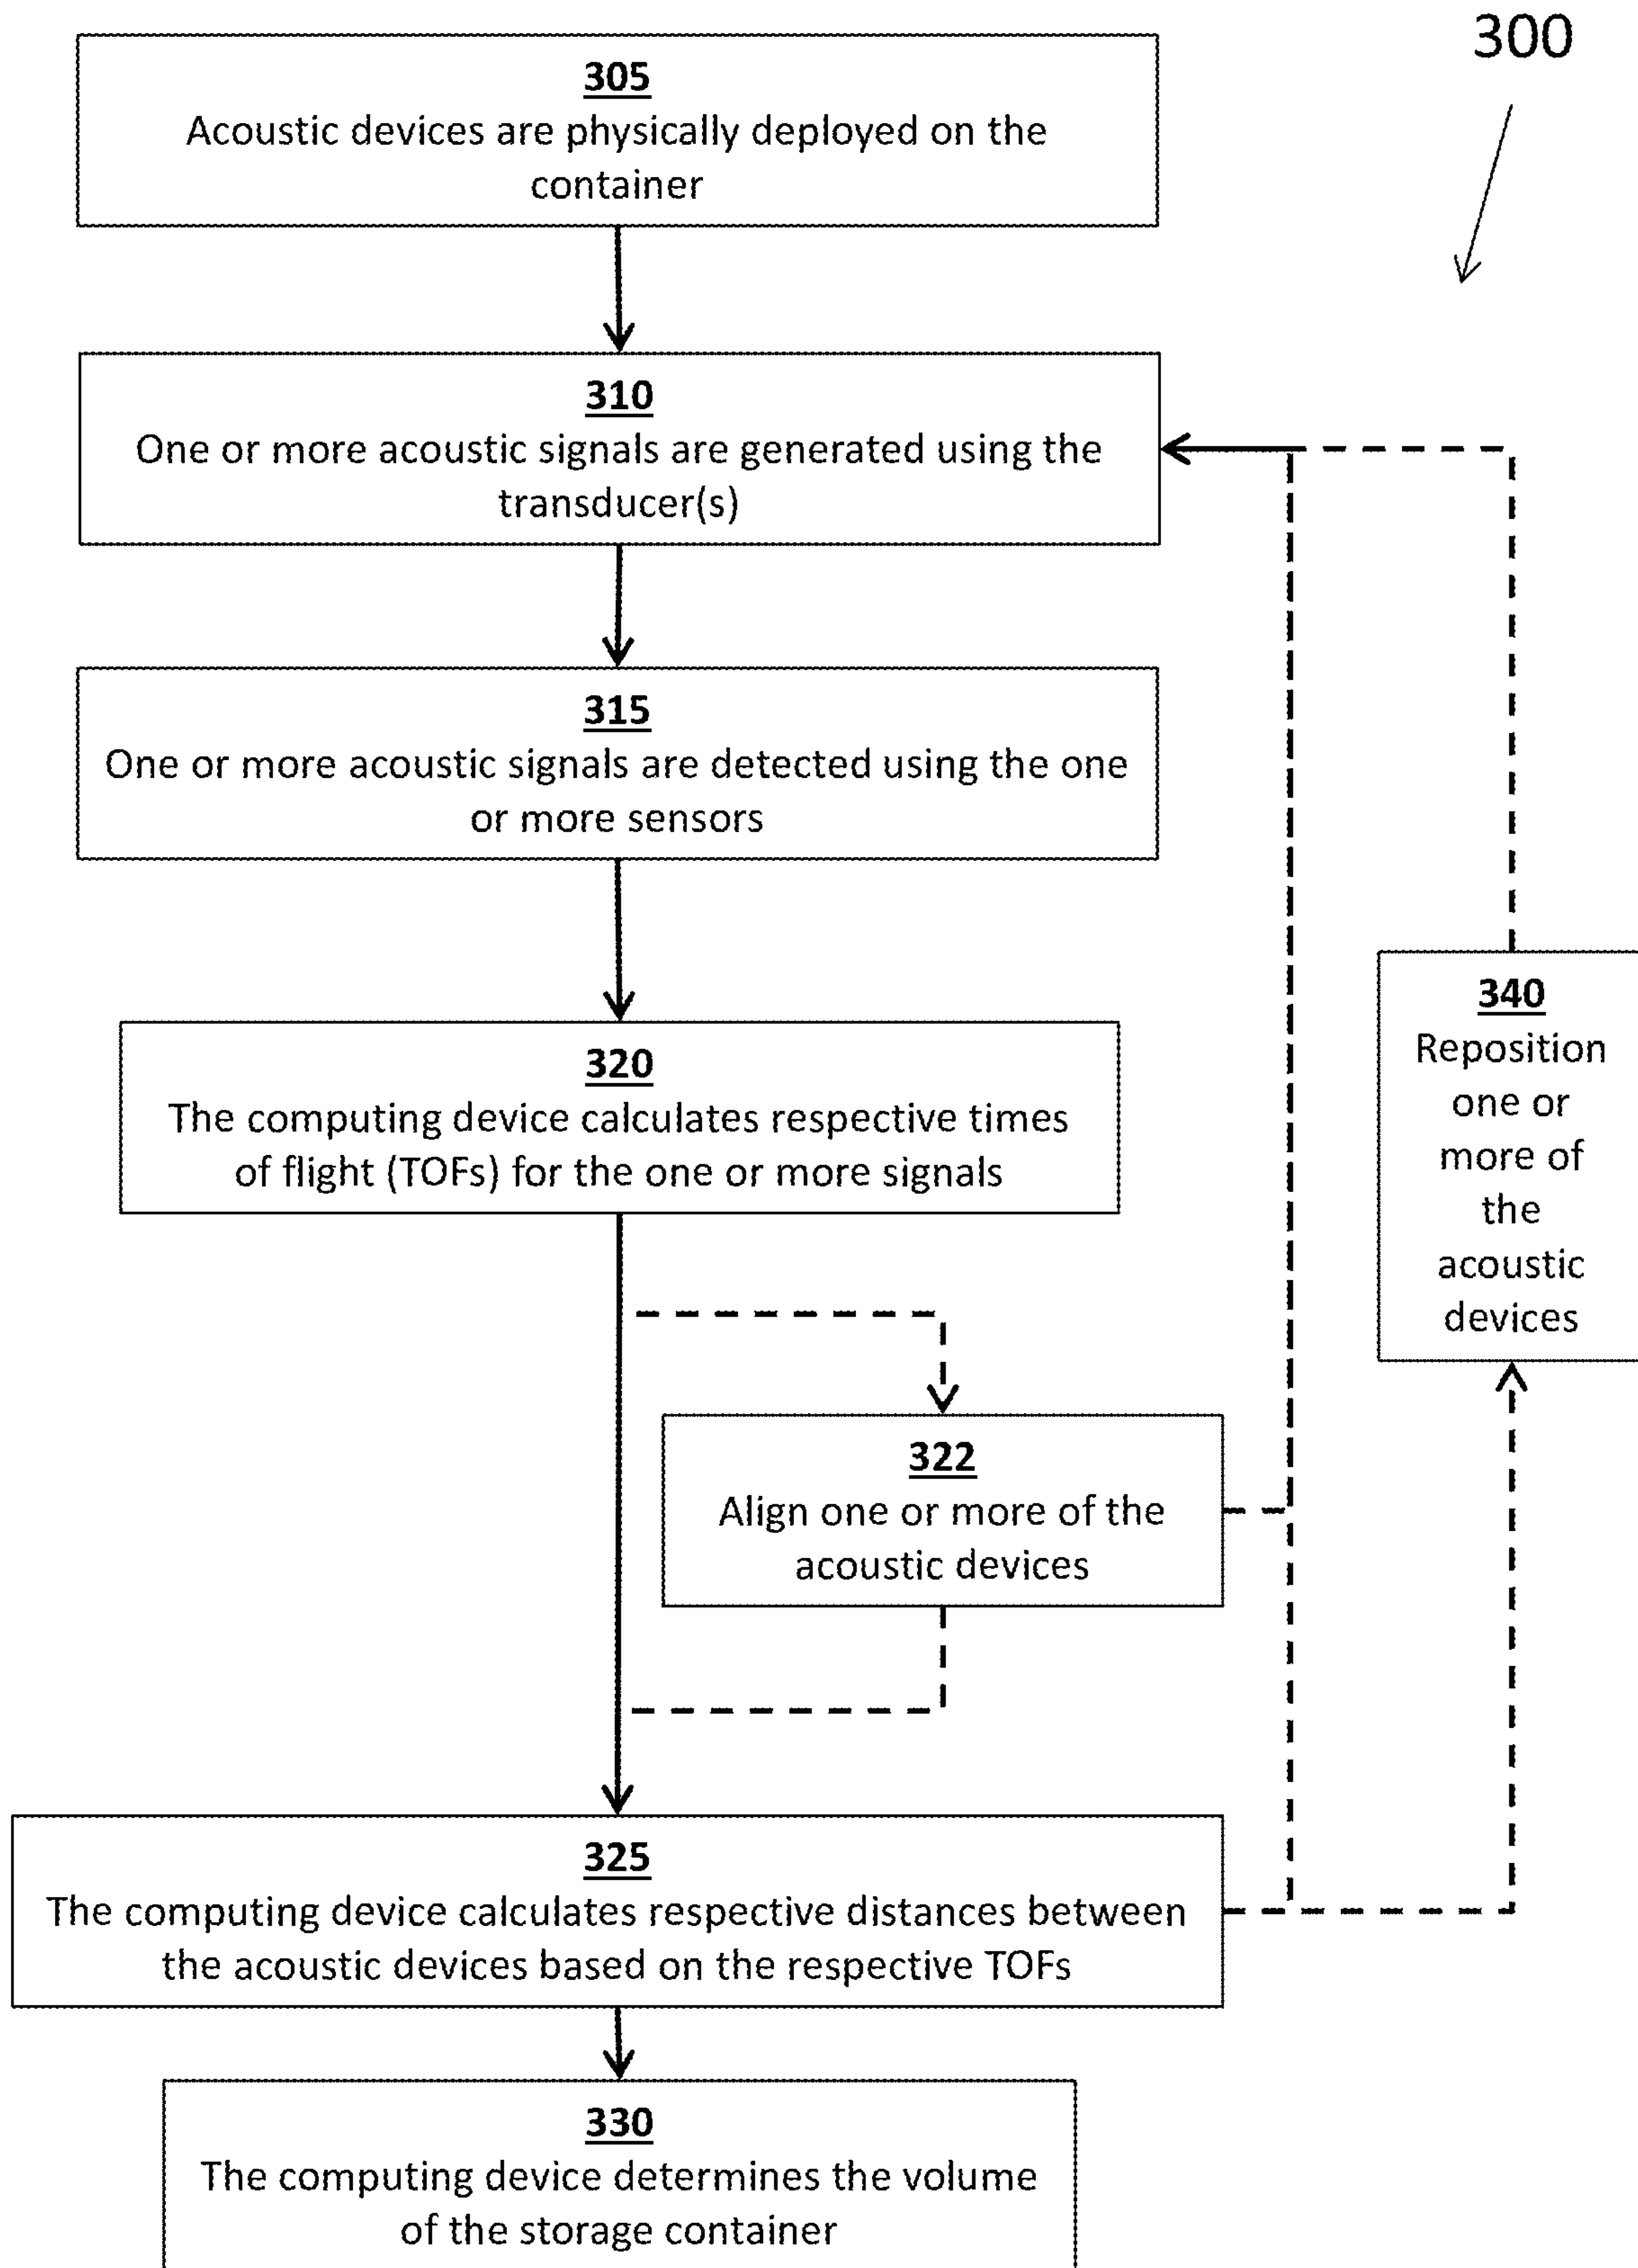 300
305
Acoustic devices are physically deployed on the
container
310
One or more acoustic signals are generated using the
transducer(s)
315
One or more acoustic signals are detected using the one
or more sensors
320
The computing device calculates respective times
of flight (TOFs) for the one or more signals
340
Reposition
one or
more of
the
acoustic
devices
322
Align one or more of the
acoustic devices
325
The computing device calculates respective distances between
the acoustic devices based on the respective TOFs
330
The computing device determines the volume
of the storage container